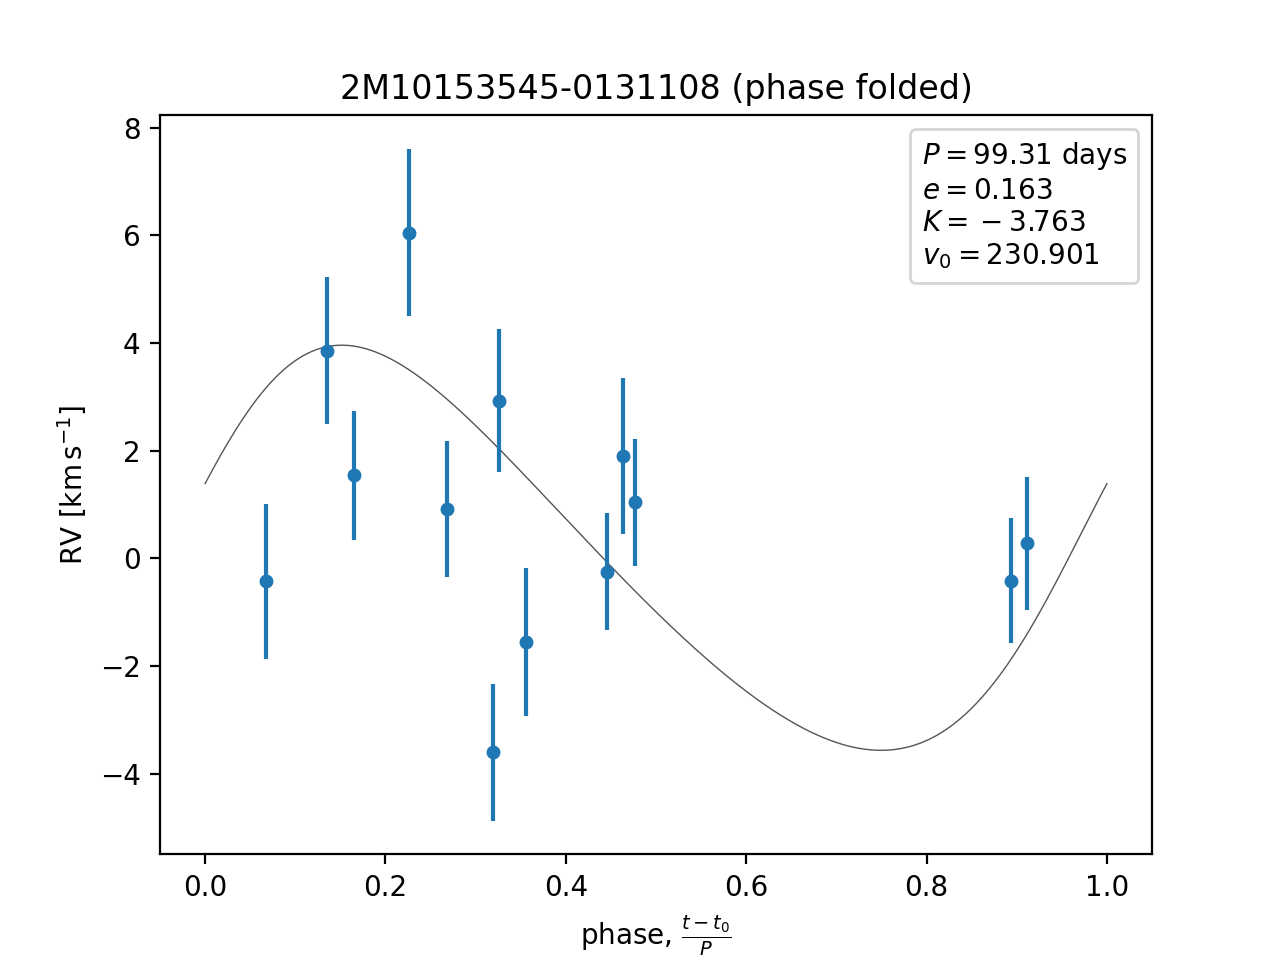 2M10153545-0131108 (phase folded)
P = 99.31 days
e = 0.163
K = −3.763
v₀ = 230.901
8
6
4
2
0
−2
−4
RV [km s⁻¹]
0.0 0.2 0.4 0.6 0.8 1.0
phase, (t − t₀)/P